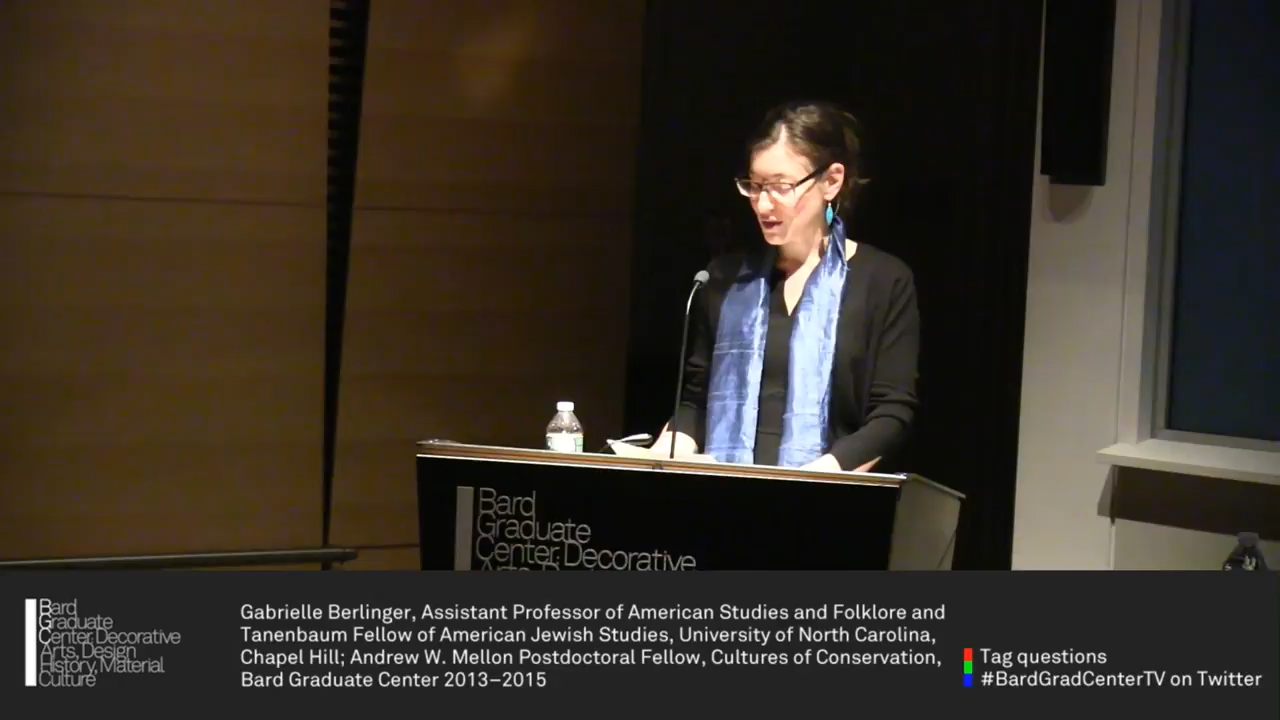 Bard
Graduate
Center: Decorative
Bard
Graduate
Center: Decorative
Arts, Design
History, Material
Culture
Gabrielle Berlinger, Assistant Professor of American Studies and Folklore and
Tanenbaum Fellow of American Jewish Studies, University of North Carolina,
Chapel Hill; Andrew W. Mellon Postdoctoral Fellow, Cultures of Conservation,
Bard Graduate Center 2013–2015
Tag questions
#BardGradCenterTV on Twitter